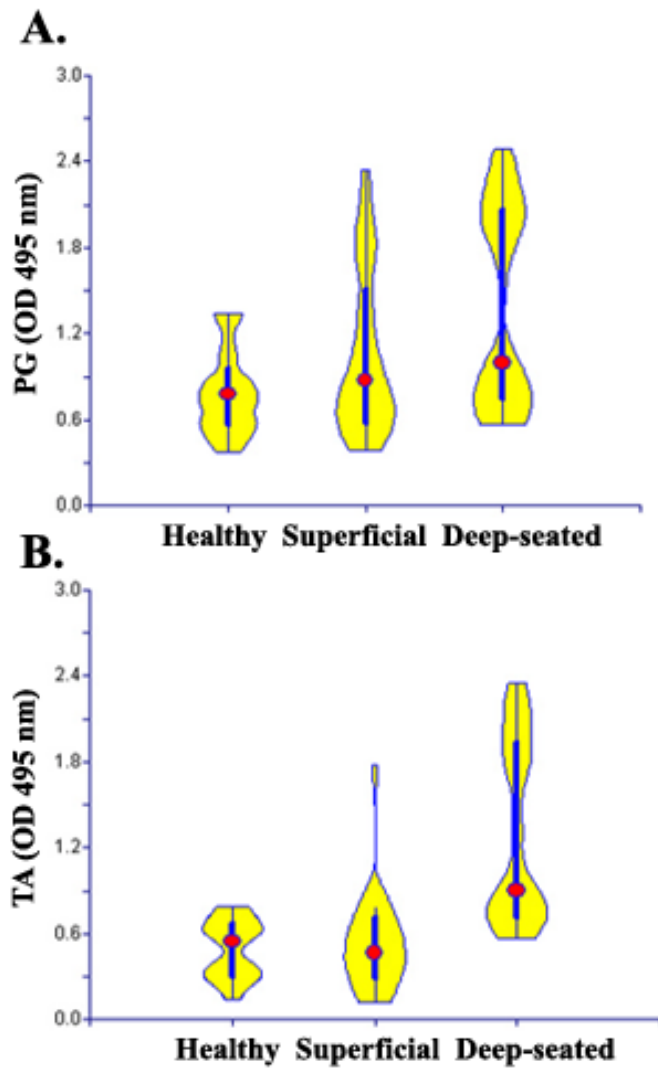 A.
3.0
2.4
1.8
1.2
0.6
0.0
PG (OD 495 nm)
Healthy Superficial Deep-seated
B.
3.0
2.4
1.8
1.2
0.6
0.0
TA (OD 495 nm)
Healthy Superficial Deep-seated